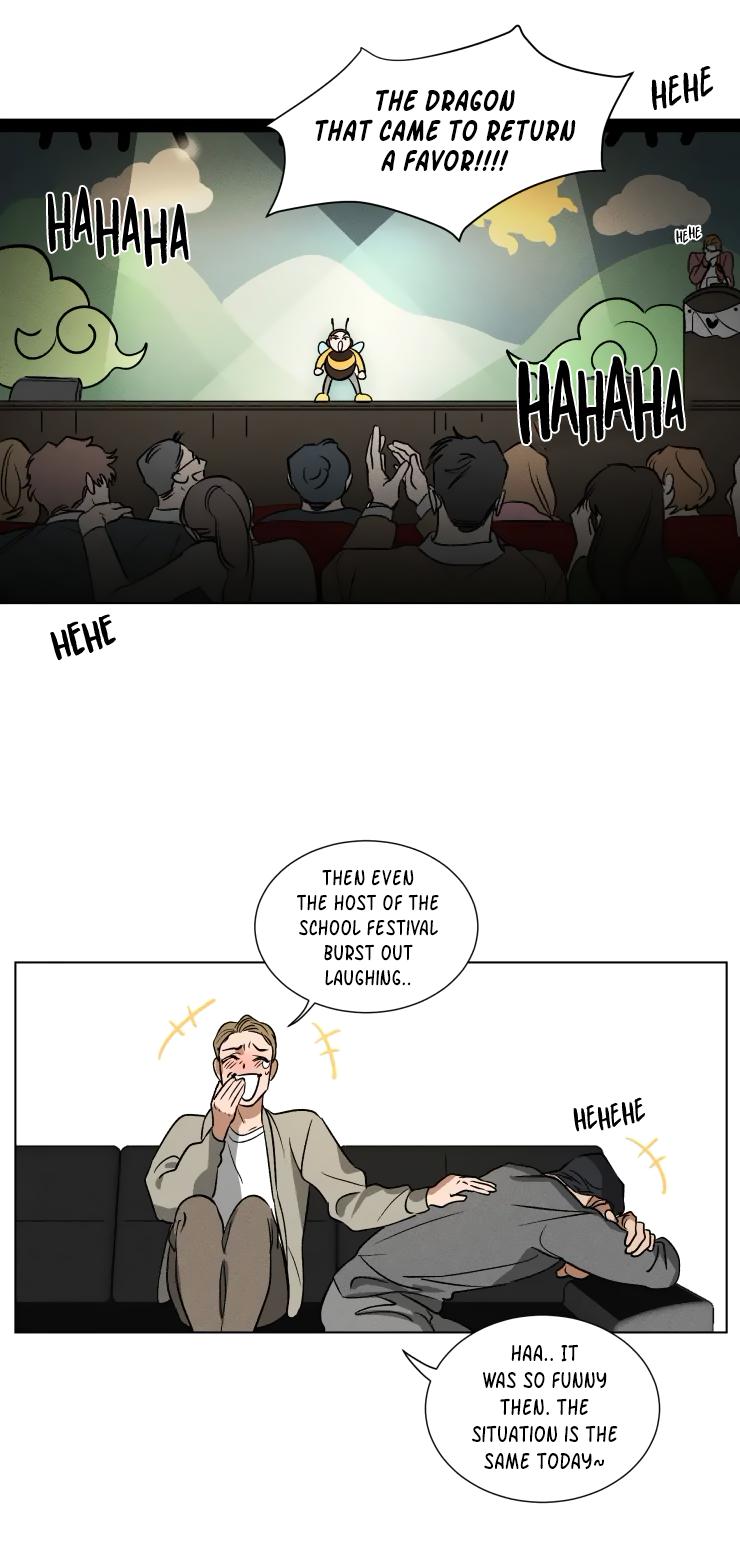 THE DRAGON
THAT CAME TO RETURN
A FAVOR!!!!
HEHE
HAHAHA
HEHE
HAHAHA
HEHE
THEN EVEN
THE HOST OF THE
SCHOOL FESTIVAL
BURST OUT
LAUGHING..
HEHEHE
HAA.. IT
WAS SO FUNNY
THEN. THE
SITUATION IS THE
SAME TODAY~